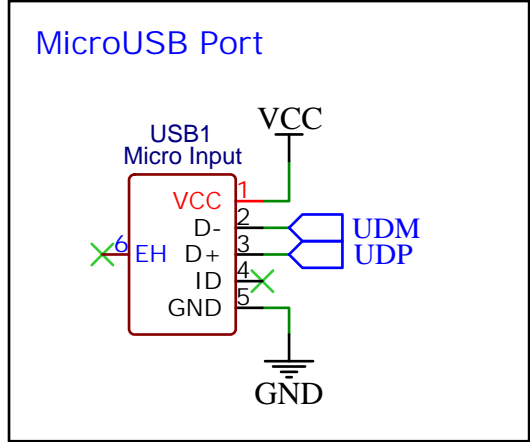 MicroUSB Port
VCC
USB1
Micro Input
VCC 1
D- 2 UDM
6 EH D+ 3 UDP
ID 4
GND 5
GND